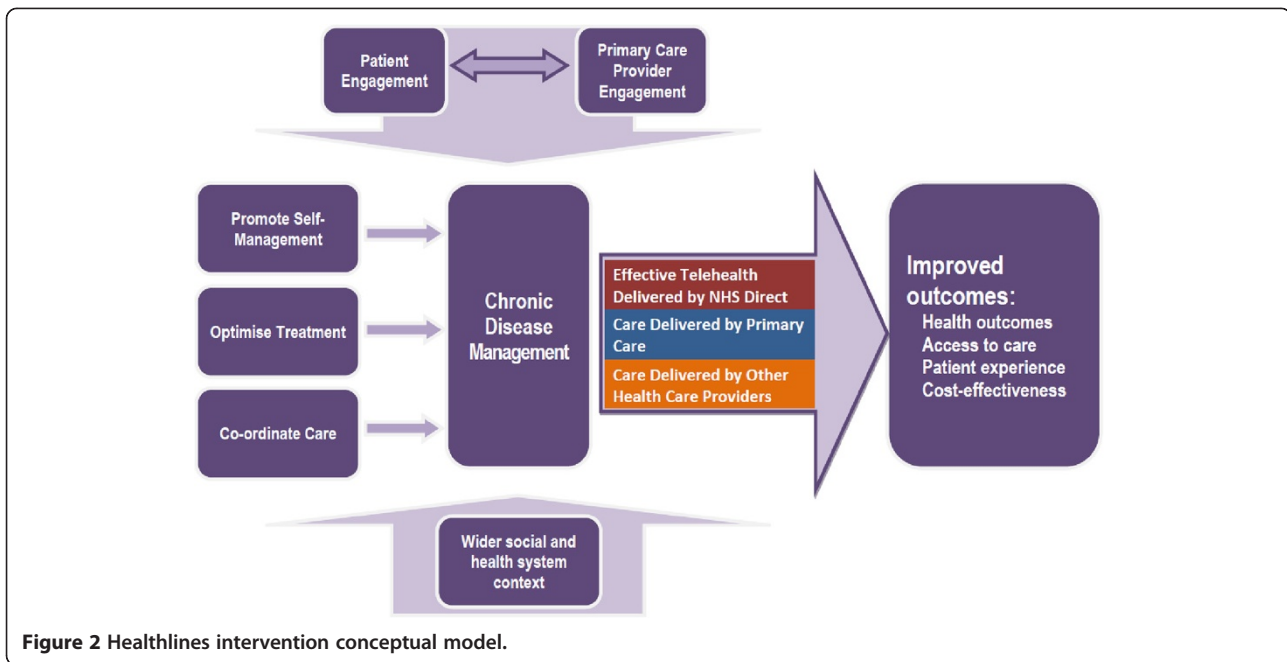 Patient
Engagement
Primary Care
Provider
Engagement
Promote Self-
Management
Optimise Treatment
Co-ordinate Care
Chronic
Disease
Management
Effective Telehealth
Delivered by NHS Direct
Care Delivered by Primary
Care
Care Delivered by Other
Health Care Providers
Improved
outcomes:
Health outcomes
Access to care
Patient experience
Cost-effectiveness
Wider social and
health system
context
Figure 2 Healthlines intervention conceptual model.